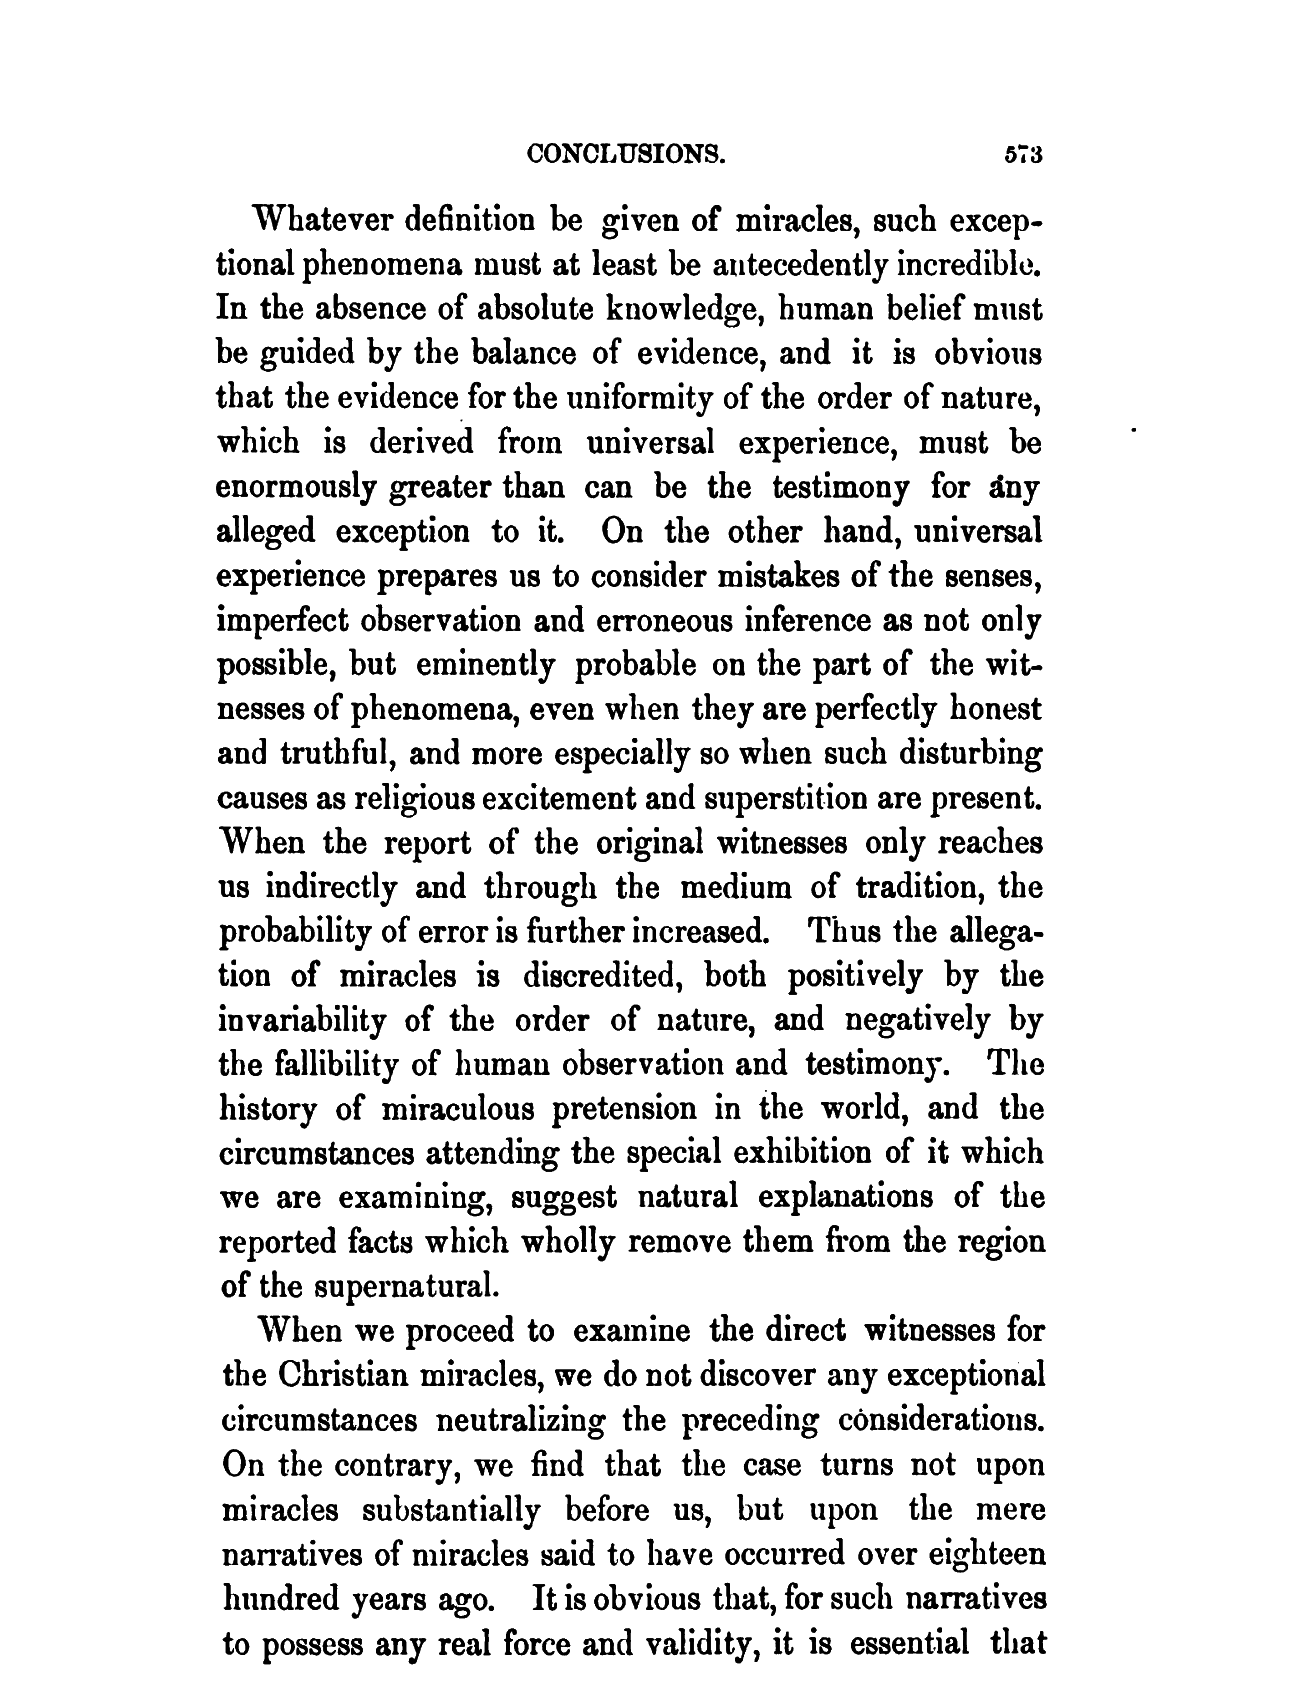 CONCLUSIONS. 573
Whatever definition be given of miracles, such excep-
tional phenomena must at least be antecedently incredible.
In the absence of absolute knowledge, human belief must
be guided by the balance of evidence, and it is obvious
that the evidence for the uniformity of the order of nature,
which is derived from universal experience, must be
enormously greater than can be the testimony for any
alleged exception to it. On the other hand, universal
experience prepares us to consider mistakes of the senses,
imperfect observation and erroneous inference as not only
possible, but eminently probable on the part of the wit-
nesses of phenomena, even when they are perfectly honest
and truthful, and more especially so when such disturbing
causes as religious excitement and superstition are present.
When the report of the original witnesses only reaches
us indirectly and through the medium of tradition, the
probability of error is further increased. Thus the allega-
tion of miracles is discredited, both positively by the
invariability of the order of nature, and negatively by
the fallibility of human observation and testimony. The
history of miraculous pretension in the world, and the
circumstances attending the special exhibition of it which
we are examining, suggest natural explanations of the
reported facts which wholly remove them from the region
of the supernatural.
When we proceed to examine the direct witnesses for
the Christian miracles, we do not discover any exceptional
circumstances neutralizing the preceding considerations.
On the contrary, we find that the case turns not upon
miracles substantially before us, but upon the mere
narratives of miracles said to have occurred over eighteen
hundred years ago. It is obvious that, for such narratives
to possess any real force and validity, it is essential that